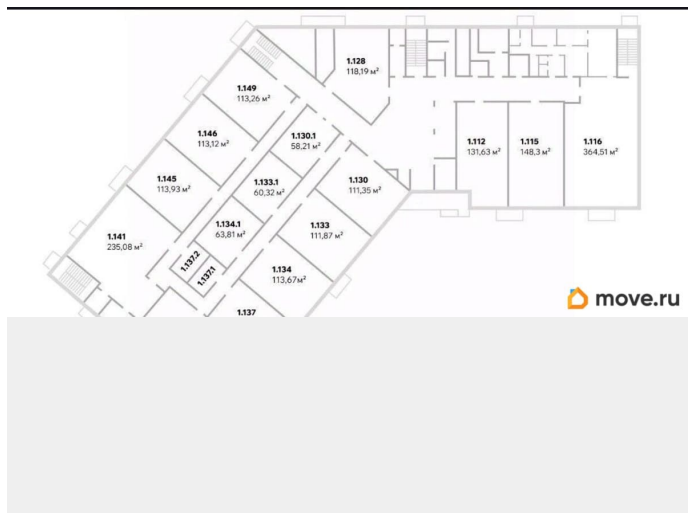 1.128
118,19 м²
1.149
113,26 м²
1.146
113,12 м²
1.130.1
58,21 м²
1.112
131,63 м²
1.115
148,3 м²
1.116
364,51 м²
1.145
113,93 м²
1.133.1
60,32 м²
1.130
111,35 м²
1.141
235,08 м²
1.134.1
63,81 м²
1.133
111,87 м²
1.137.2
1.137.1
1.134
113,67 м²
1.137
move.ru